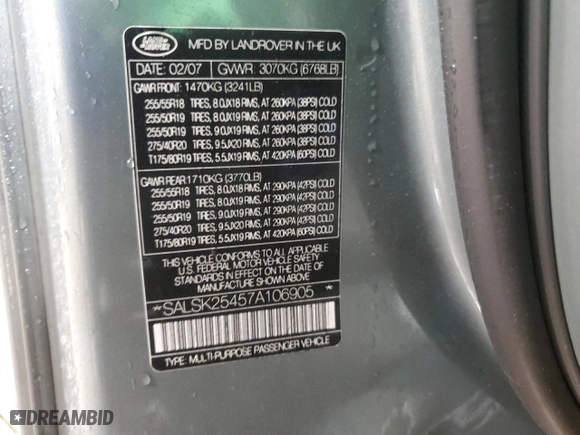 LAND
ROVER
MFD BY LANDROVER IN THE UK
DATE: 02/07 GVWR: 3070KG (6768LB)
GAWR FRONT: 1470KG (3241LB)
255/55R18 TIRES, 8.0JX18 RIMS, AT 260KPA (38PSI) COLD
255/50R19 TIRES, 8.0JX19 RIMS, AT 260KPA (38PSI) COLD
255/50R19 TIRES, 9.0JX19 RIMS, AT 260KPA (38PSI) COLD
275/40R20 TIRES, 9.5JX20 RIMS, AT 260KPA (38PSI) COLD
T175/80R19 TIRES, 5.5JX19 RIMS, AT 420KPA (60PSI) COLD
GAWR REAR: 1710KG (3770LB)
255/55R18 TIRES, 8.0JX18 RIMS, AT 290KPA (42PSI) COLD
255/50R19 TIRES, 8.0JX19 RIMS, AT 290KPA (42PSI) COLD
255/50R19 TIRES, 9.0JX19 RIMS, AT 290KPA (42PSI) COLD
275/40R20 TIRES, 9.5JX20 RIMS, AT 290KPA (42PSI) COLD
T175/80R19 TIRES, 5.5JX19 RIMS, AT 420KPA (60PSI) COLD
THIS VEHICLE CONFORMS TO ALL APPLICABLE
U.S. FEDERAL MOTOR VEHICLE SAFETY
STANDARDS IN EFFECT ON THE DATE OF
MANUFACTURE SHOWN ABOVE
*SALSK25457A106905*
TYPE: MULTI-PURPOSE PASSENGER VEHICLE
DREAMBID